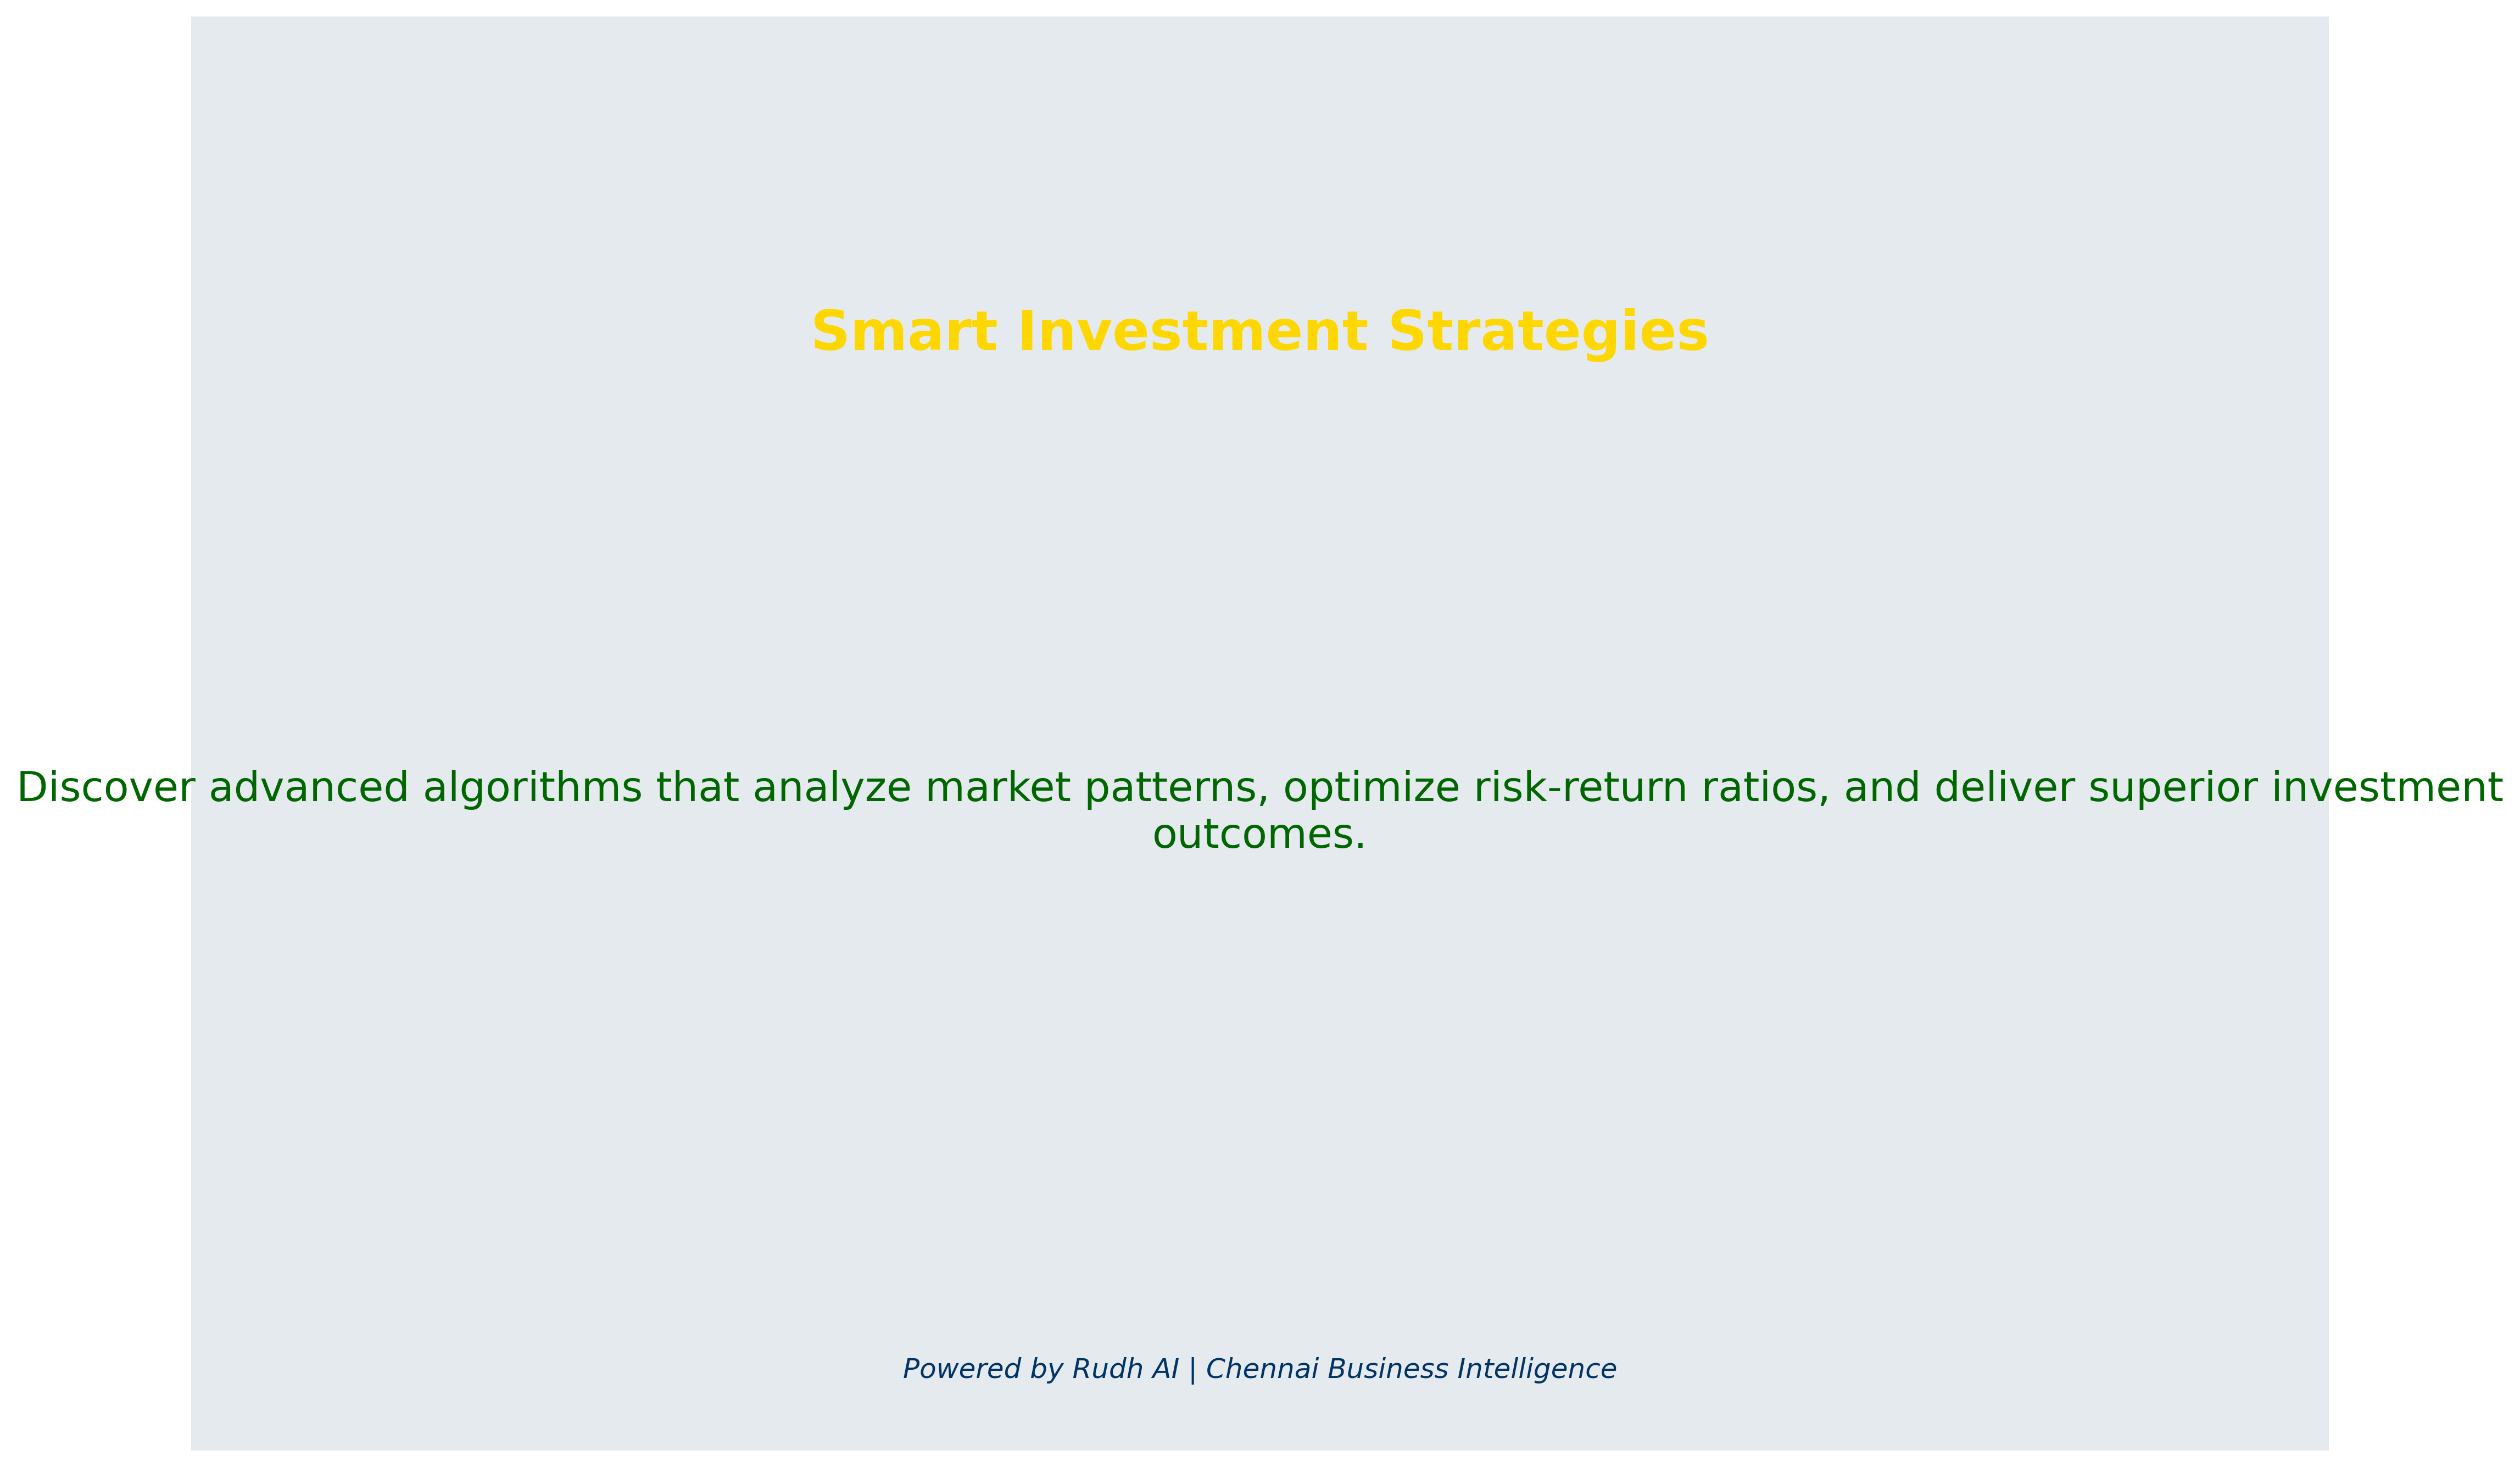 Smart Investment Strategies
Discover advanced algorithms that analyze market patterns, optimize risk-return ratios, and deliver superior investment
outcomes.
Powered by Rudh AI | Chennai Business Intelligence